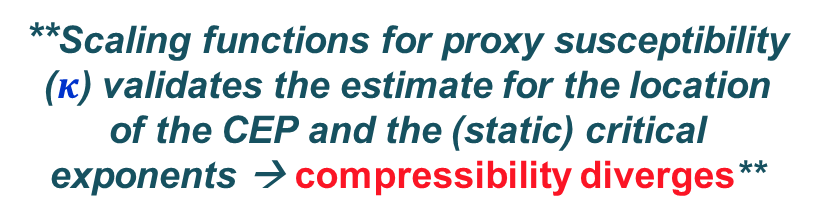 **Scaling functions for proxy susceptibility
(κ) validates the estimate for the location
of the CEP and the (static) critical
exponents → compressibility diverges**